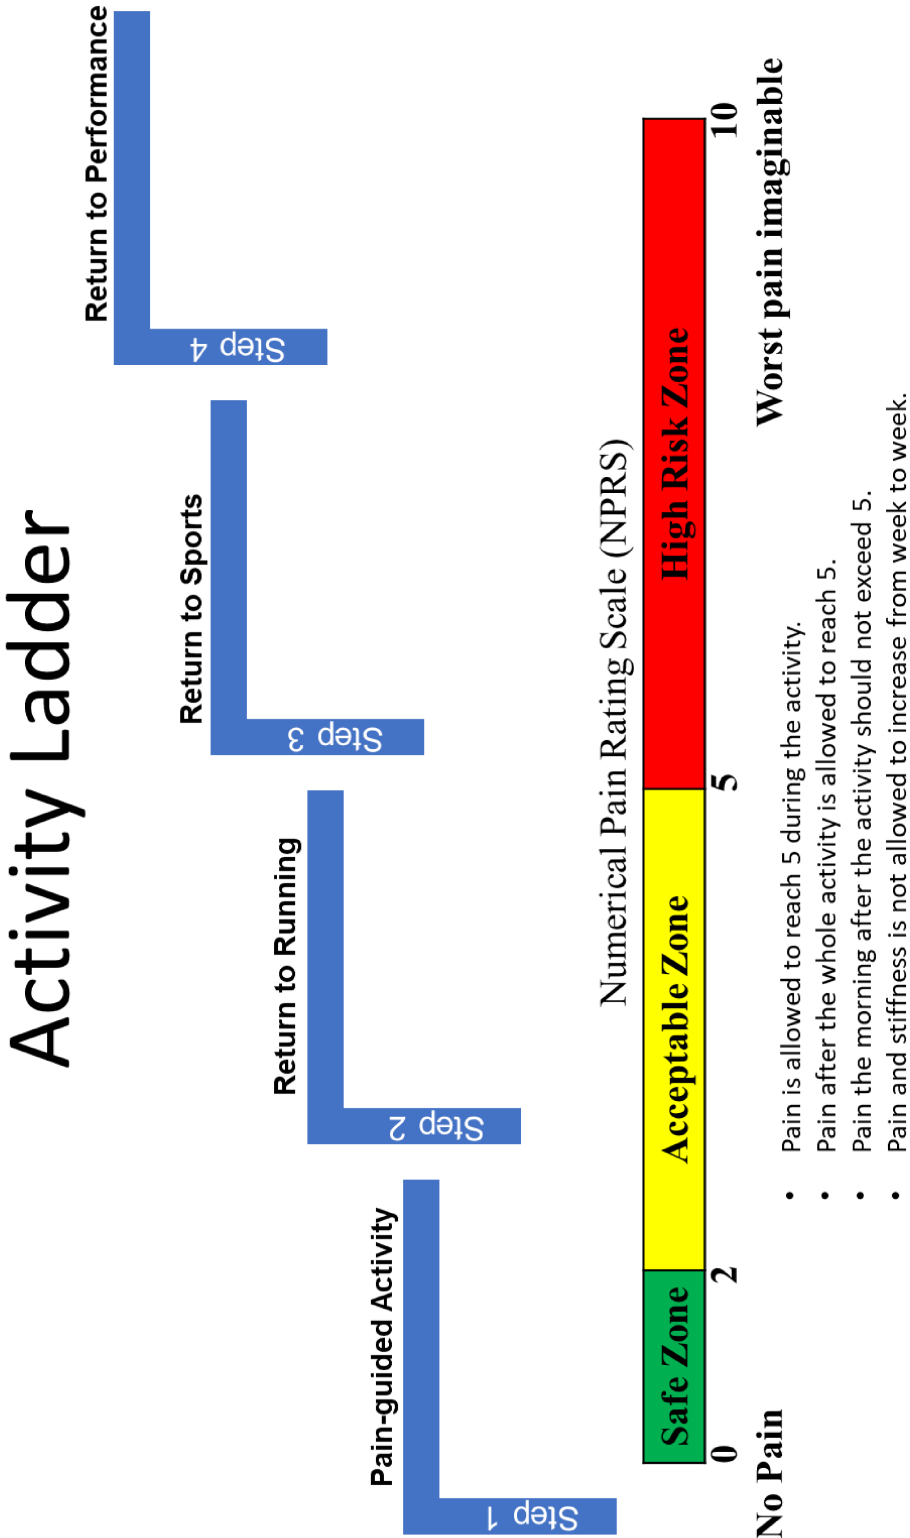 Activity Ladder
Return to Performance
Step 4
Return to Sports
Step 3
Return to Running
Step 2
Pain-guided Activity
Step 1
Numerical Pain Rating Scale (NPRS)
Safe Zone
Acceptable Zone
High Risk Zone
0
2
5
10
No Pain
Worst pain imaginable
• Pain is allowed to reach 5 during the activity.
• Pain after the whole activity is allowed to reach 5.
• Pain the morning after the activity should not exceed 5.
• Pain and stiffness is not allowed to increase from week to week.